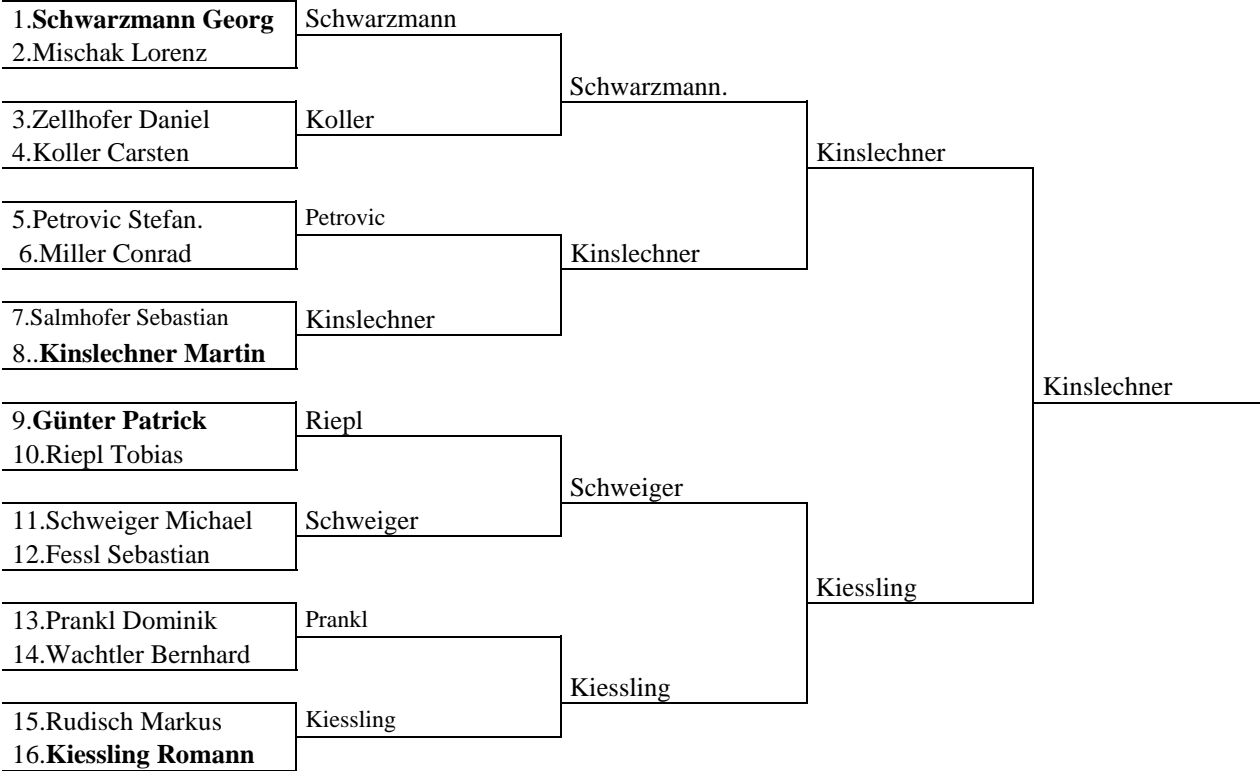 1.Schwarzmann Georg
2.Mischak Lorenz
Schwarzmann
Schwarzmann.
3.Zellhofer Daniel
4.Koller Carsten
Koller
Kinslechner
5.Petrovic Stefan.
6.Miller Conrad
Petrovic
Kinslechner
7.Salmhofer Sebastian
8..Kinslechner Martin
Kinslechner
Kinslechner
9.Günter Patrick
10.Riepl Tobias
Riepl
Schweiger
11.Schweiger Michael
12.Fessl Sebastian
Schweiger
Kiessling
13.Prankl Dominik
14.Wachtler Bernhard
Prankl
Kiessling
15.Rudisch Markus
16.Kiessling Romann
Kiessling